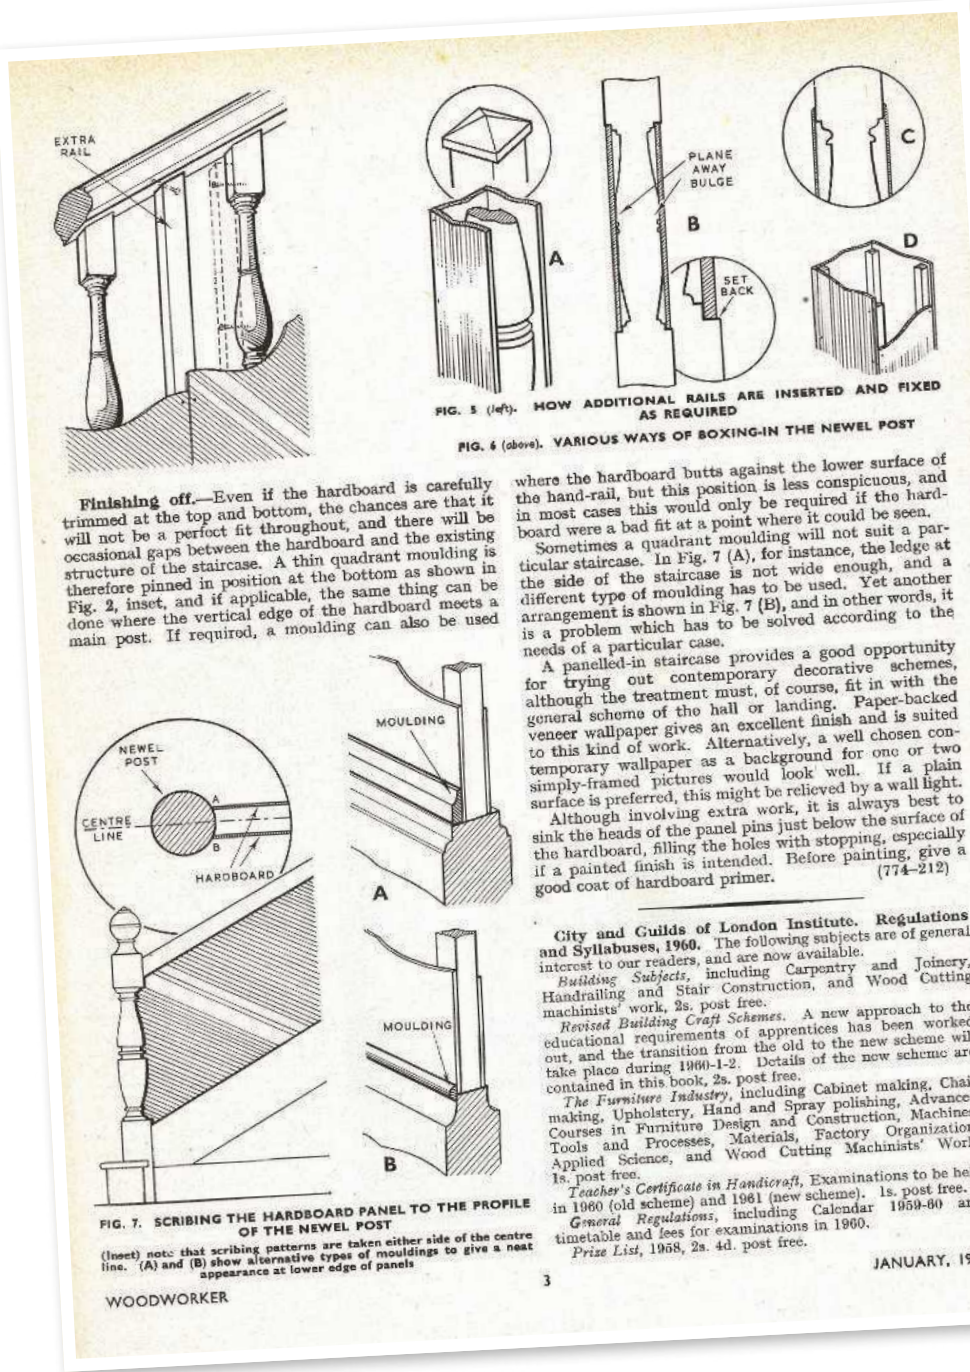 EXTRA
RAIL
A
PLANE
AWAY
BULGE
B
SET
BACK
C
D
FIG. 5 (left). HOW ADDITIONAL RAILS ARE INSERTED AND FIXED
AS REQUIRED
FIG. 6 (above). VARIOUS WAYS OF BOXING-IN THE NEWEL POST
Finishing off.—Even if the hardboard is carefully
trimmed at the top and bottom, the chances are that it
will not be a perfect fit throughout, and there will be
occasional gaps between the hardboard and the existing
structure of the staircase. A thin quadrant moulding is
therefore pinned in position at the bottom as shown in
Fig. 2, inset, and if applicable, the same thing can be
done where the vertical edge of the hardboard meets a
main post. If required, a moulding can also be used
NEWEL
POST
A
CENTRE
LINE
B
HARDBOARD
MOULDING
A
MOULDING
B
FIG. 7. SCRIBING THE HARDBOARD PANEL TO THE PROFILE
OF THE NEWEL POST
(Inset) note that scribing patterns are taken either side of the centre
line. (A) and (B) show alternative types of mouldings to give a neat
appearance at lower edge of panels
where the hardboard butts against the lower surface of
the hand-rail, but this position is less conspicuous, and
in most cases this would only be required if the hard-
board were a bad fit at a point where it could be seen.
Sometimes a quadrant moulding will not suit a par-
ticular staircase. In Fig. 7 (A), for instance, the ledge at
the side of the staircase is not wide enough, and a
different type of moulding has to be used. Yet another
arrangement is shown in Fig. 7 (B), and in other words, it
is a problem which has to be solved according to the
needs of a particular case.
A panelled-in staircase provides a good opportunity
for trying out contemporary decorative schemes,
although the treatment must, of course, fit in with the
general scheme of the hall or landing. Paper-backed
veneer wallpaper gives an excellent finish and is suited
to this kind of work. Alternatively, a well chosen con-
temporary wallpaper as a background for one or two
simply-framed pictures would look well. If a plain
surface is preferred, this might be relieved by a wall light.
Although involving extra work, it is always best to
sink the heads of the panel pins just below the surface of
the hardboard, filling the holes with stopping, especially
if a painted finish is intended. Before painting, give a
good coat of hardboard primer. (774-212)
City and Guilds of London Institute. Regulations
and Syllabuses, 1960. The following subjects are of general
interest to our readers, and are now available.
Building Subjects, including Carpentry and Joinery,
Handrailing and Stair Construction, and Wood Cutting
machinists' work, 2s. post free.
Revised Building Craft Schemes. A new approach to the
educational requirements of apprentices has been worked
out, and the transition from the old to the new scheme wil
take place during 1960-1-2. Details of the new scheme are
contained in this book, 2s. post free.
The Furniture Industry, including Cabinet making, Chai
making, Upholstery, Hand and Spray polishing, Advance
Courses in Furniture Design and Construction, Machine
Tools and Processes, Materials, Factory Organization
Applied Science, and Wood Cutting Machinists' Worl
1s. post free.
Teacher's Certificate in Handicraft, Examinations to be he
in 1960 (old scheme) and 1961 (new scheme). 1s. post free.
General Regulations, including Calendar 1959-60 an
timetable and fees for examinations in 1960.
Prize List, 1958, 2s. 4d. post free.
WOODWORKER
3
JANUARY, 19